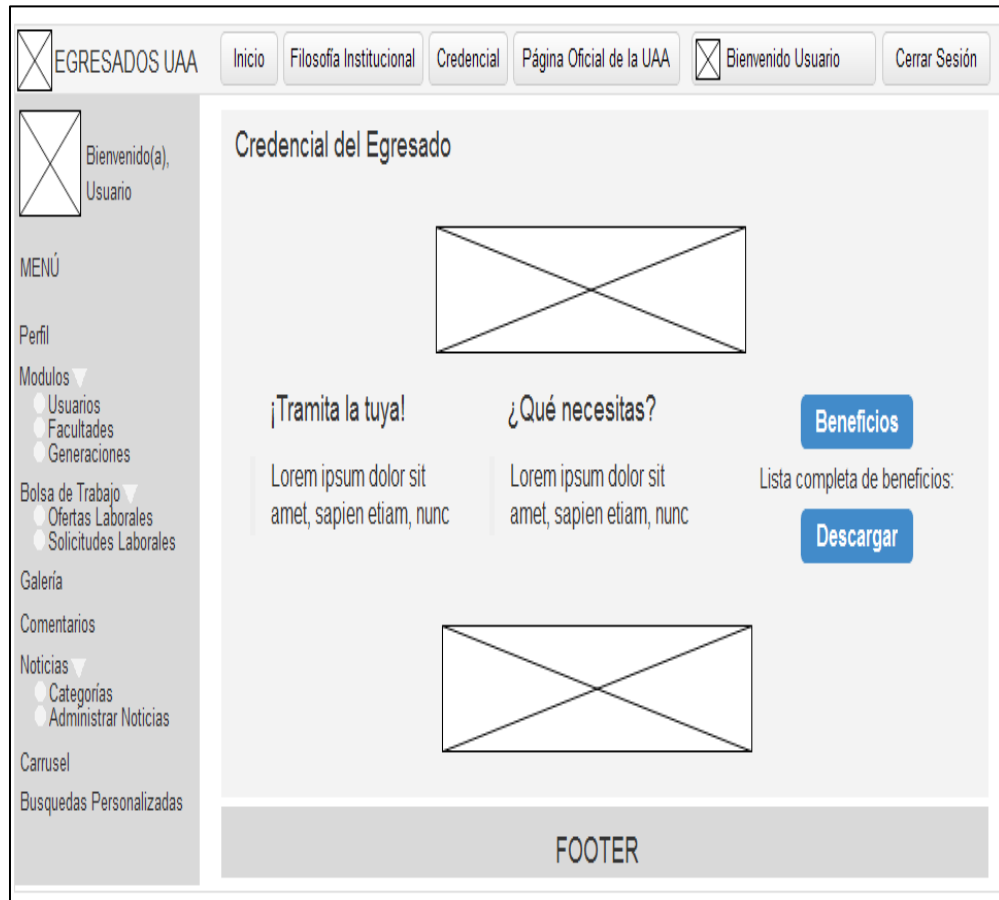 EGRESADOS UAA
Inicio
Filosofía Institucional
Credencial
Página Oficial de la UAA
Bienvenido Usuario
Cerrar Sesión
Bienvenido(a),
Usuario
MENÚ
Perfil
Modulos
Usuarios
Facultades
Generaciones
Bolsa de Trabajo
Ofertas Laborales
Solicitudes Laborales
Galería
Comentarios
Noticias
Categorías
Administrar Noticias
Carrusel
Busquedas Personalizadas
Credencial del Egresado
¡Tramita la tuya!
Lorem ipsum dolor sit
amet, sapien etiam, nunc
¿Qué necesitas?
Lorem ipsum dolor sit
amet, sapien etiam, nunc
Beneficios
Lista completa de beneficios:
Descargar
FOOTER